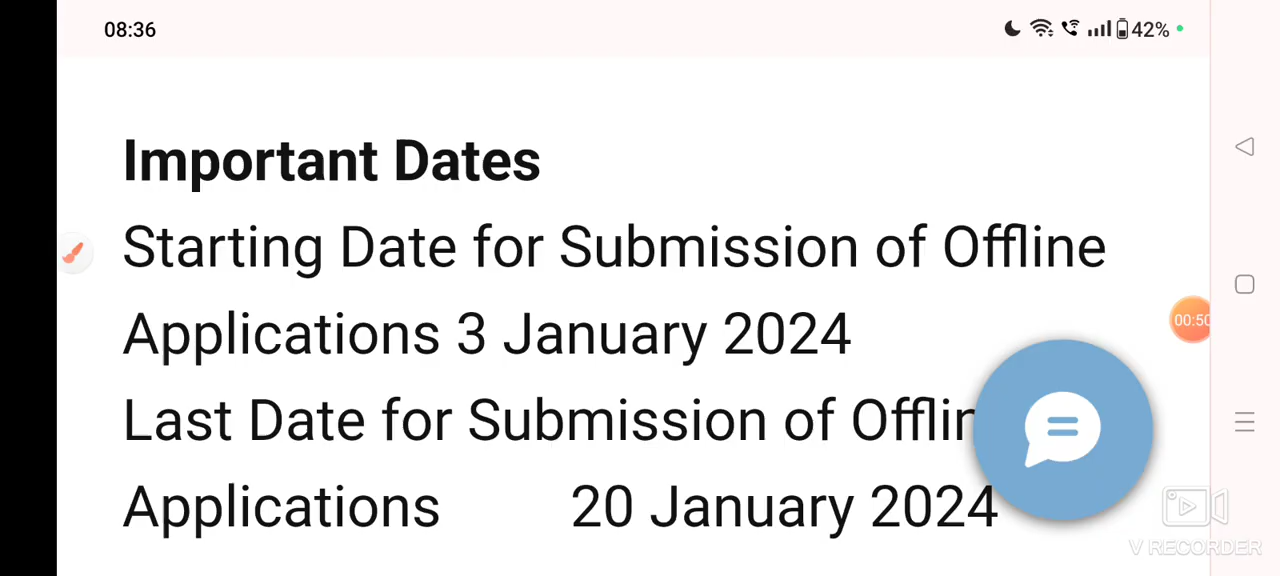 08:36
42%
Important Dates
Starting Date for Submission of Offline
Applications 3 January 2024
00:50
Last Date for Submission of
Applications 20 January 2024
V RECORDER